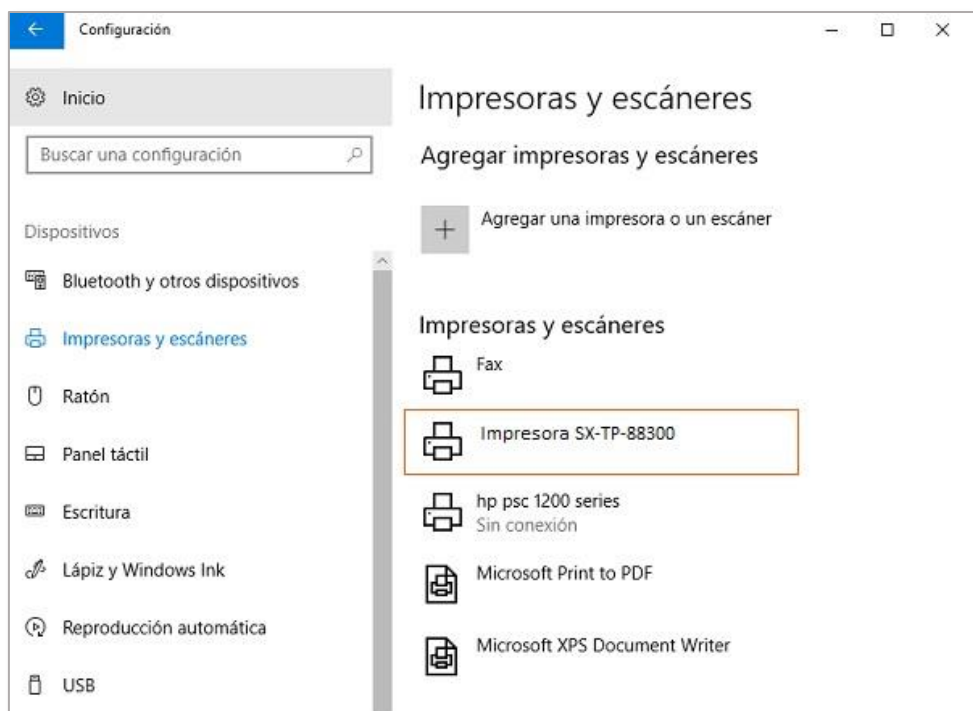 Configuración
Inicio
Buscar una configuración
Dispositivos
Bluetooth y otros dispositivos
Impresoras y escáneres
Ratón
Panel táctil
Escritura
Lápiz y Windows Ink
Reproducción automática
USB
Impresoras y escáneres
Agregar impresoras y escáneres
Agregar una impresora o un escáner
Impresoras y escáneres
Fax
Impresora SX-TP-88300
hp psc 1200 series
Sin conexión
Microsoft Print to PDF
Microsoft XPS Document Writer